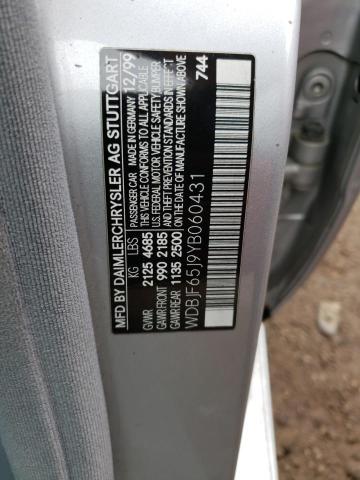 MFD BY DAIMLERCHRYSLER AG STUTTGART
PASSENGER CAR MADE IN GERMANY 12/99
KG LBS
THIS VEHICLE CONFORMS TO ALL APPLICABLE
GVWR 2125 4685 U.S. FEDERAL MOTOR VEHICLE SAFETY/BUMPER
GAWR FRONT 990 2185 AND THEFT PREVENTION STANDARDS IN EFFECT
GAWR REAR 1135 2500 ON THE DATE OF MANUFACTURE SHOWN ABOVE
WDBJF65J9YB060431 744